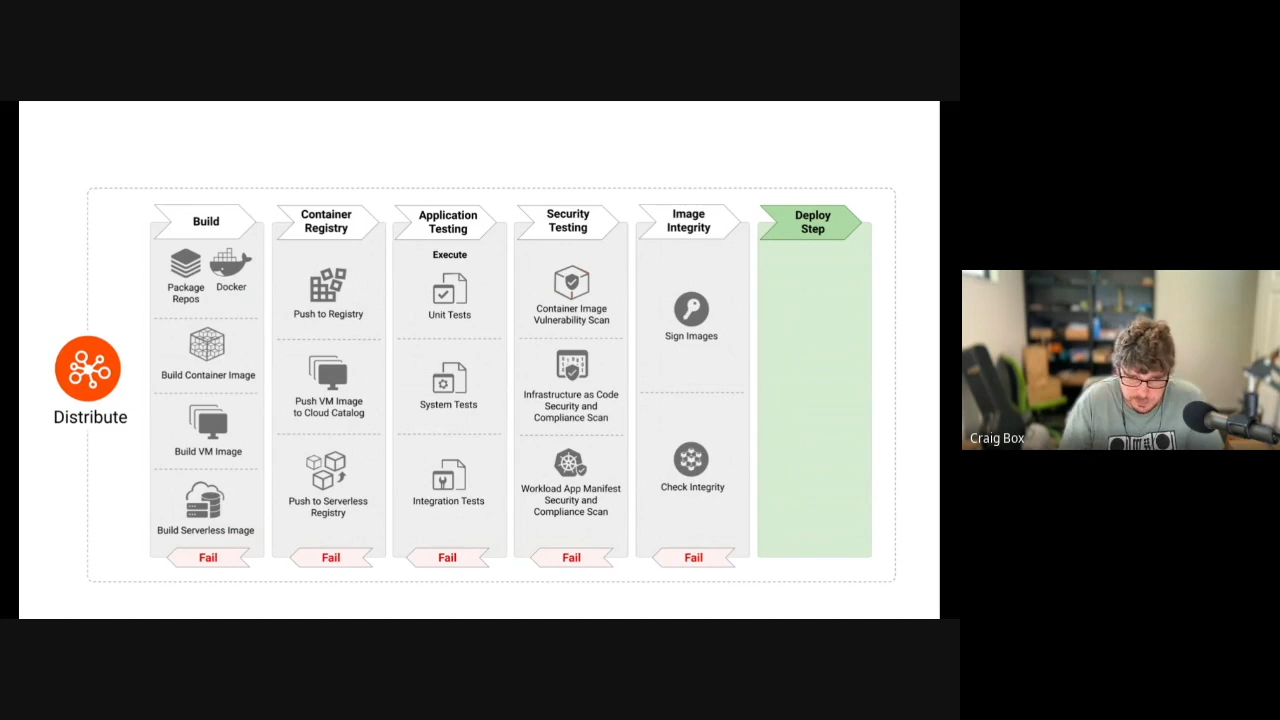 Distribute
Build
Package
Repos
Docker
Build Container Image
Build VM Image
Build Serverless Image
Fail
Container
Registry
Push to Registry
Push VM Image
to Cloud Catalog
Push to Serverless
Registry
Fail
Application
Testing
Execute
Unit Tests
System Tests
Integration Tests
Fail
Security
Testing
Container Image
Vulnerability Scan
Infrastructure as Code
Security and
Compliance Scan
Workload App Manifest
Security and
Compliance Scan
Fail
Image
Integrity
Sign Images
Check Integrity
Fail
Deploy
Step
Craig Box